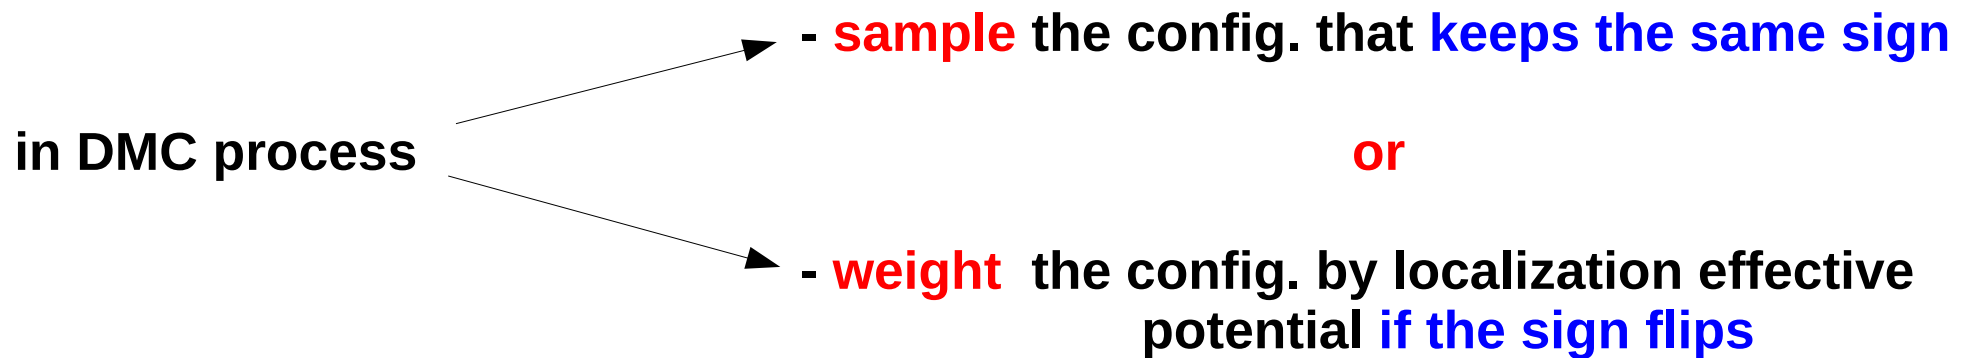 - sample the config. that keeps the same sign
in DMC process
or
- weight the config. by localization effective
potential if the sign flips